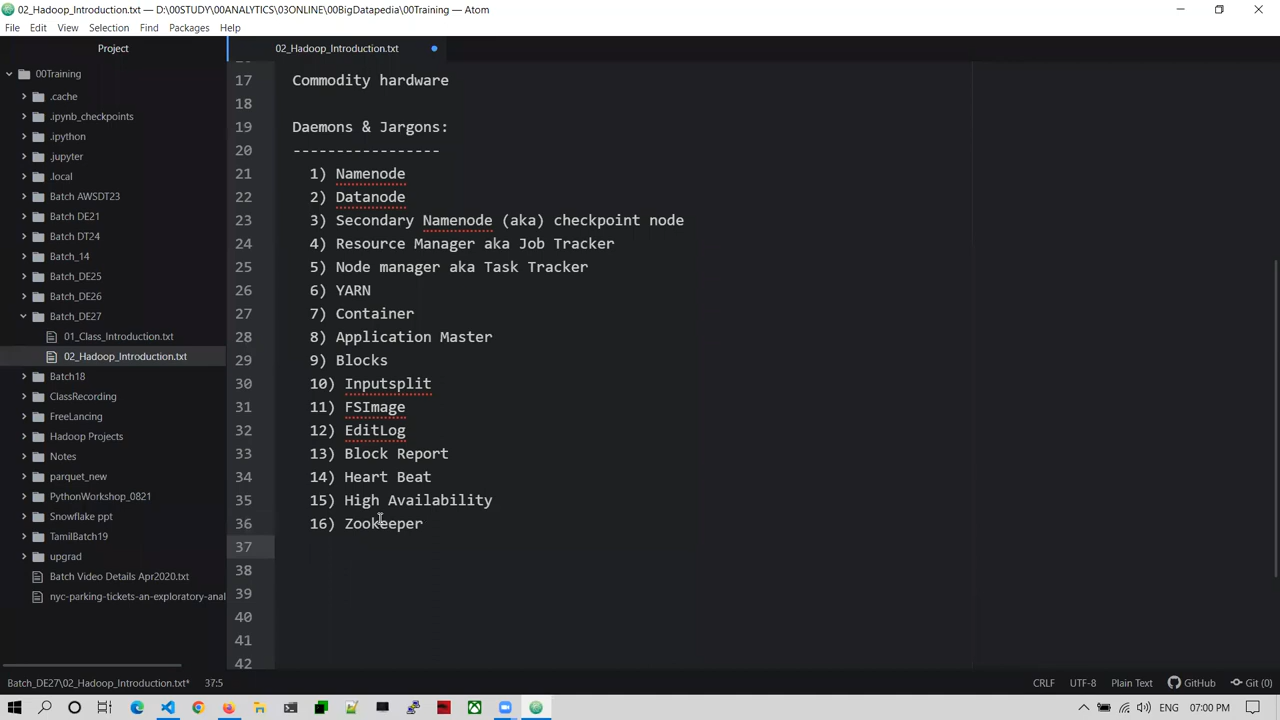 02_Hadoop_Introduction.txt — D:\00STUDY\00ANALYTICS\03ONLINE\00BigDatapedia\00Training — Atom
File Edit View Selection Find Packages Help
Project
02_Hadoop_Introduction.txt
00Training
.cache
.ipynb_checkpoints
.ipython
.jupyter
.local
Batch AWSDT23
Batch DE21
Batch DT24
Batch_14
Batch_DE25
Batch_DE26
Batch_DE27
01_Class_Introduction.txt
02_Hadoop_Introduction.txt
Batch18
ClassRecording
FreeLancing
Hadoop Projects
Notes
parquet_new
PythonWorkshop_0821
Snowflake ppt
TamilBatch19
upgrad
Batch Video Details Apr2020.txt
nyc-parking-tickets-an-exploratory-anal
17 Commodity hardware
18
19 Daemons & Jargons:
20 -----------------
21 1) Namenode
22 2) Datanode
23 3) Secondary Namenode (aka) checkpoint node
24 4) Resource Manager aka Job Tracker
25 5) Node manager aka Task Tracker
26 6) YARN
27 7) Container
28 8) Application Master
29 9) Blocks
30 10) Inputsplit
31 11) FSImage
32 12) EditLog
33 13) Block Report
34 14) Heart Beat
35 15) High Availability
36 16) Zookeeper
37
38
39
40
41
42
Batch_DE27\02_Hadoop_Introduction.txt* 37:5 CRLF UTF-8 Plain Text GitHub Git (0)
ENG 07:00 PM